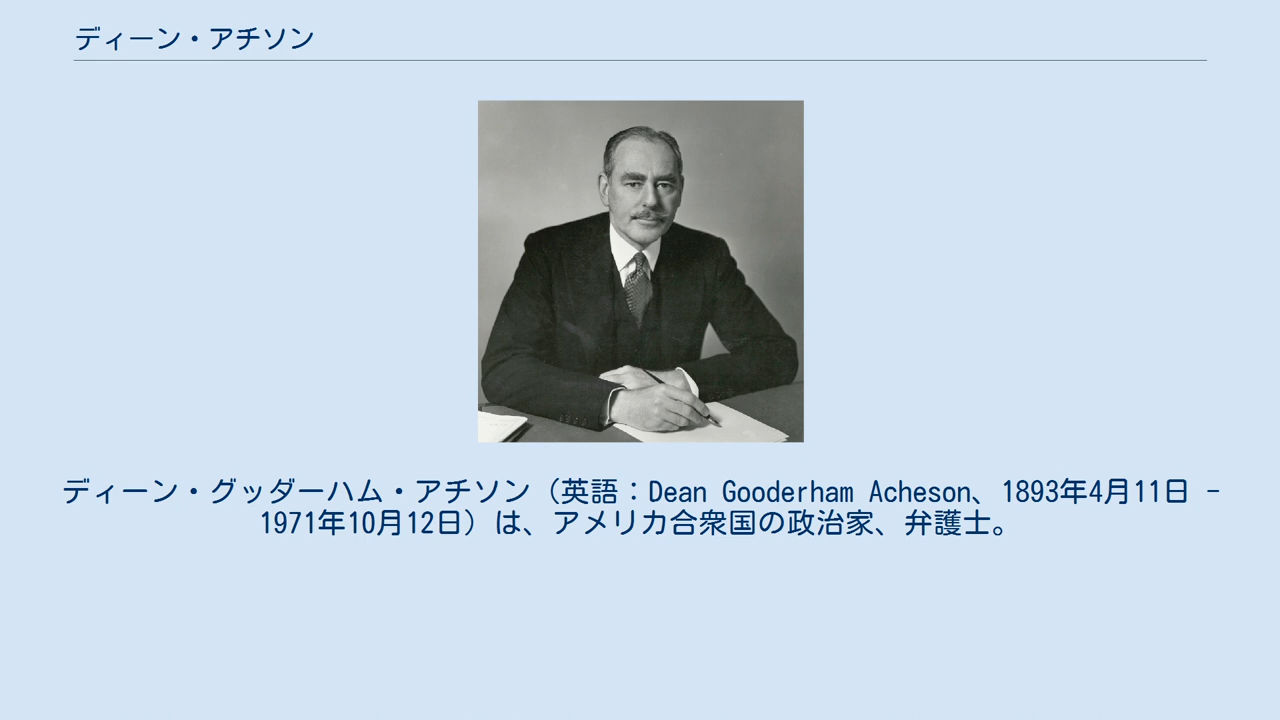 ディーン・アチソン
ディーン・グッダーハム・アチソン（英語：Dean Gooderham Acheson、1893年4月11日 -
1971年10月12日）は、アメリカ合衆国の政治家、弁護士。